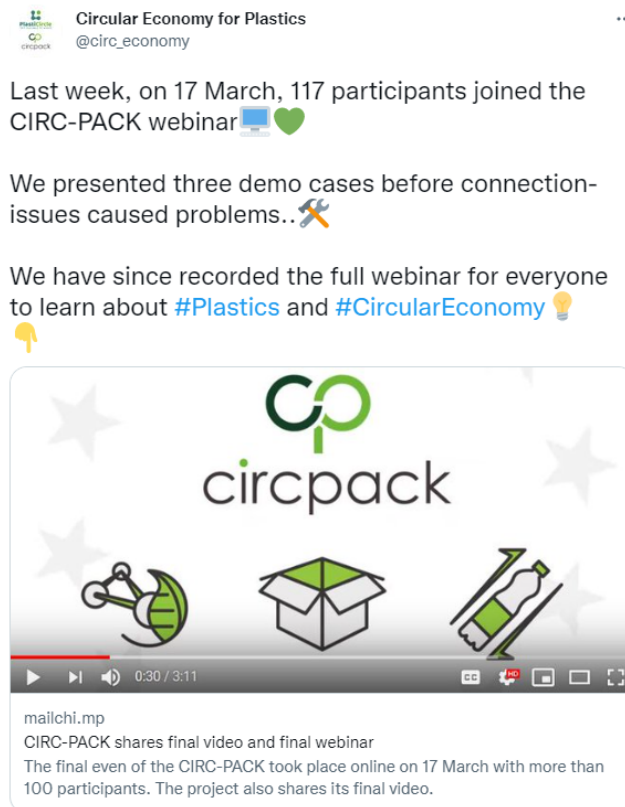 PlastiCircle
circpack
Circular Economy for Plastics
@circ_economy
Last week, on 17 March, 117 participants joined the
CIRC-PACK webinar🖥️💚
We presented three demo cases before connection-
issues caused problems..🛠️
We have since recorded the full webinar for everyone
to learn about #Plastics and #CircularEconomy💡
👇
cp
circpack
0:30 / 3:11
CC
HD
mailchi.mp
CIRC-PACK shares final video and final webinar
The final even of the CIRC-PACK took place online on 17 March with more than
100 participants. The project also shares its final video.